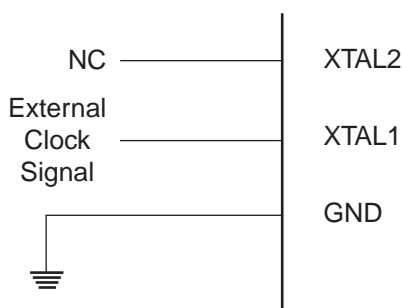 NC
XTAL2
External
Clock
Signal
XTAL1
GND